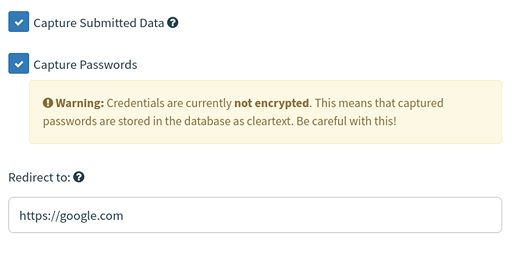 Capture Submitted Data
Capture Passwords
Warning: Credentials are currently not encrypted. This means that captured
passwords are stored in the database as cleartext. Be careful with this!
Redirect to:
https://google.com